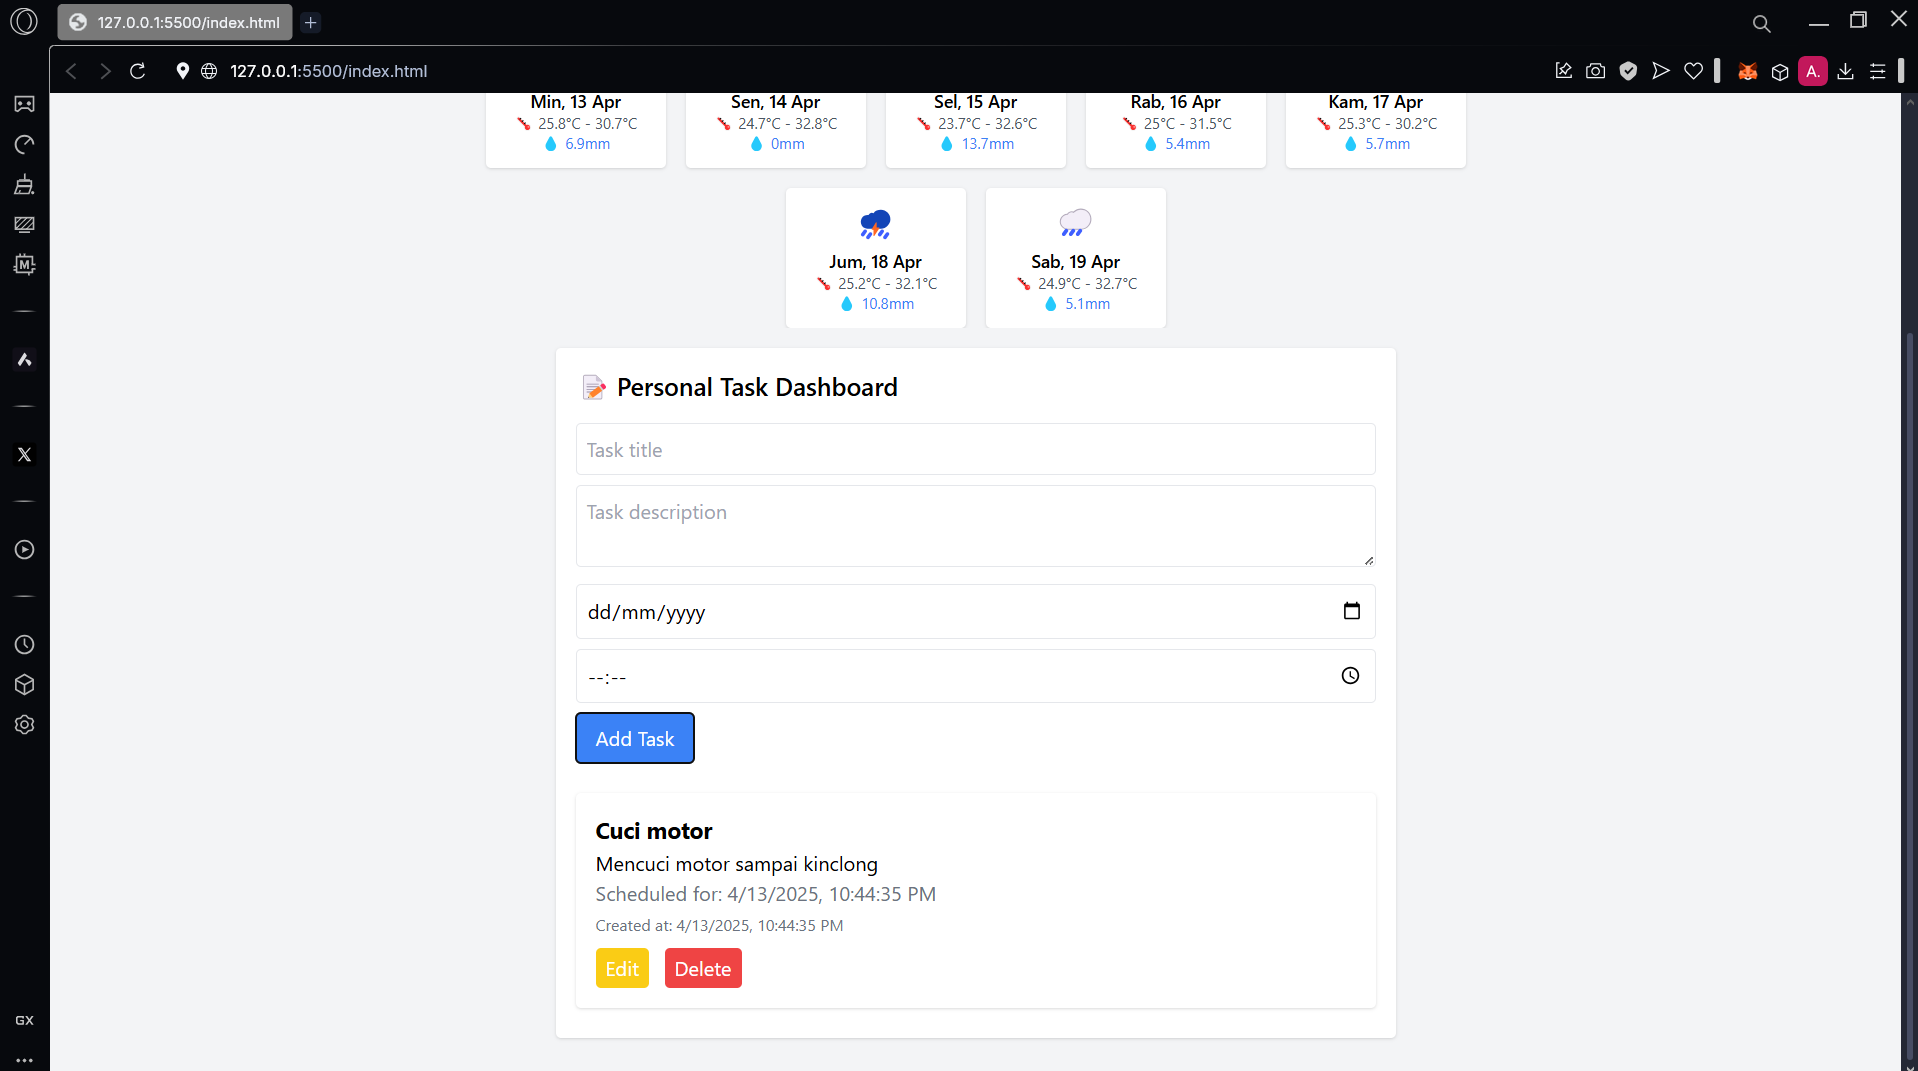 127.0.0.1:5500/index.html
127.0.0.1:5500/index.html
A.
Min, 13 Apr
25.8°C - 30.7°C
6.9mm
Sen, 14 Apr
24.7°C - 32.8°C
0mm
Sel, 15 Apr
23.7°C - 32.6°C
13.7mm
Rab, 16 Apr
25°C - 31.5°C
5.4mm
Kam, 17 Apr
25.3°C - 30.2°C
5.7mm
Jum, 18 Apr
25.2°C - 32.1°C
10.8mm
Sab, 19 Apr
24.9°C - 32.7°C
5.1mm
Personal Task Dashboard
Task title
Task description
dd/mm/yyyy
--:--
Add Task
Cuci motor
Mencuci motor sampai kinclong
Scheduled for: 4/13/2025, 10:44:35 PM
Created at: 4/13/2025, 10:44:35 PM
Edit
Delete
M
X
GX